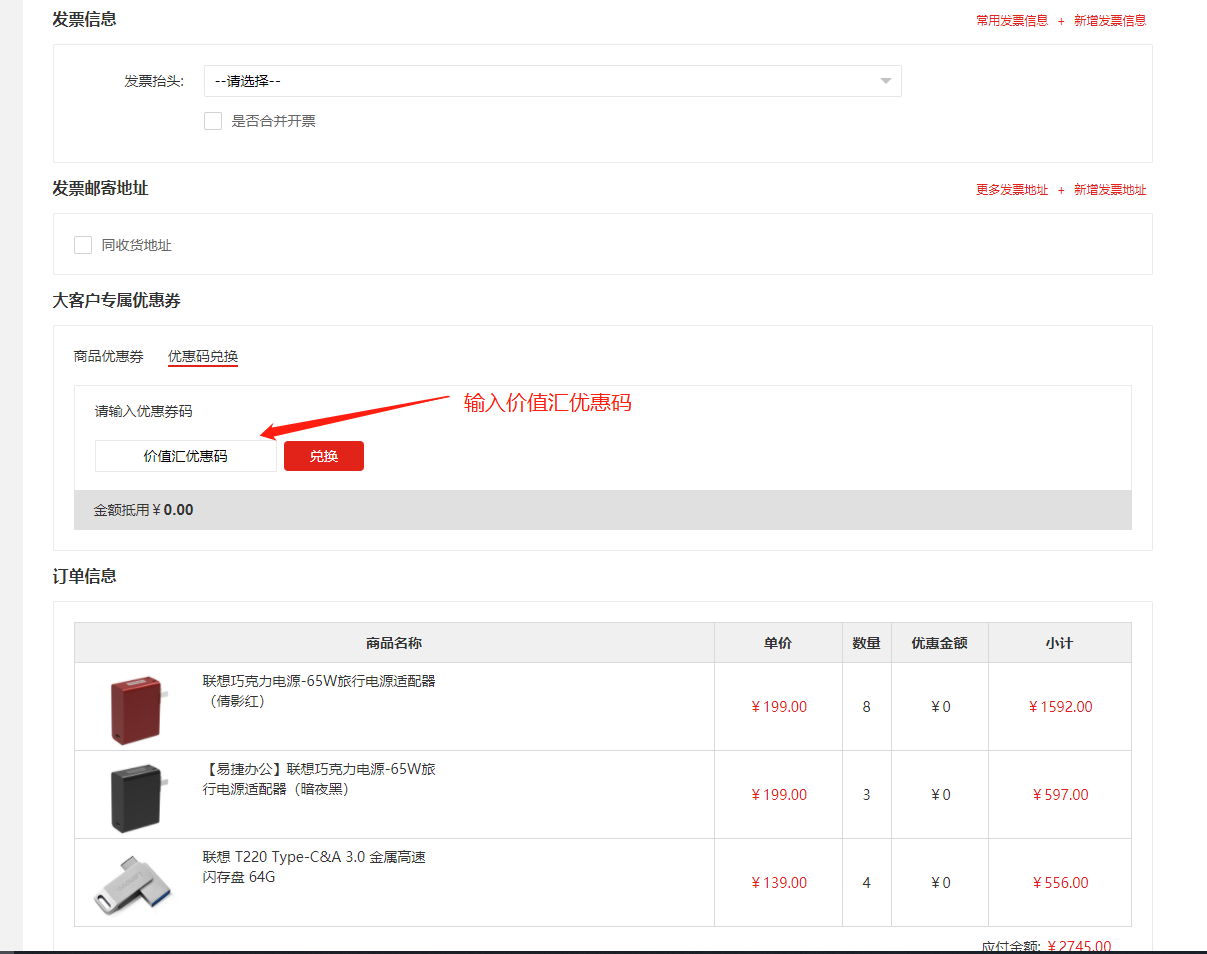 发票信息
常用发票信息 + 新增发票信息
发票抬头:
--请选择--
是否合并开票
发票邮寄地址
更多发票地址 + 新增发票地址
同收货地址
大客户专属优惠券
商品优惠券 优惠码兑换
请输入优惠券码
输入价值汇优惠码
价值汇优惠码 兑换
金额抵用￥0.00
订单信息
商品名称 单价 数量 优惠金额 小计
联想巧克力电源-65W旅行电源适配器
（倩影红）
￥199.00 8 ￥0 ￥1592.00
【易捷办公】联想巧克力电源-65W旅
行电源适配器（暗夜黑）
￥199.00 3 ￥0 ￥597.00
联想 T220 Type-C&A 3.0 金属高速
闪存盘 64G
￥139.00 4 ￥0 ￥556.00
应付金额: ￥2745.00